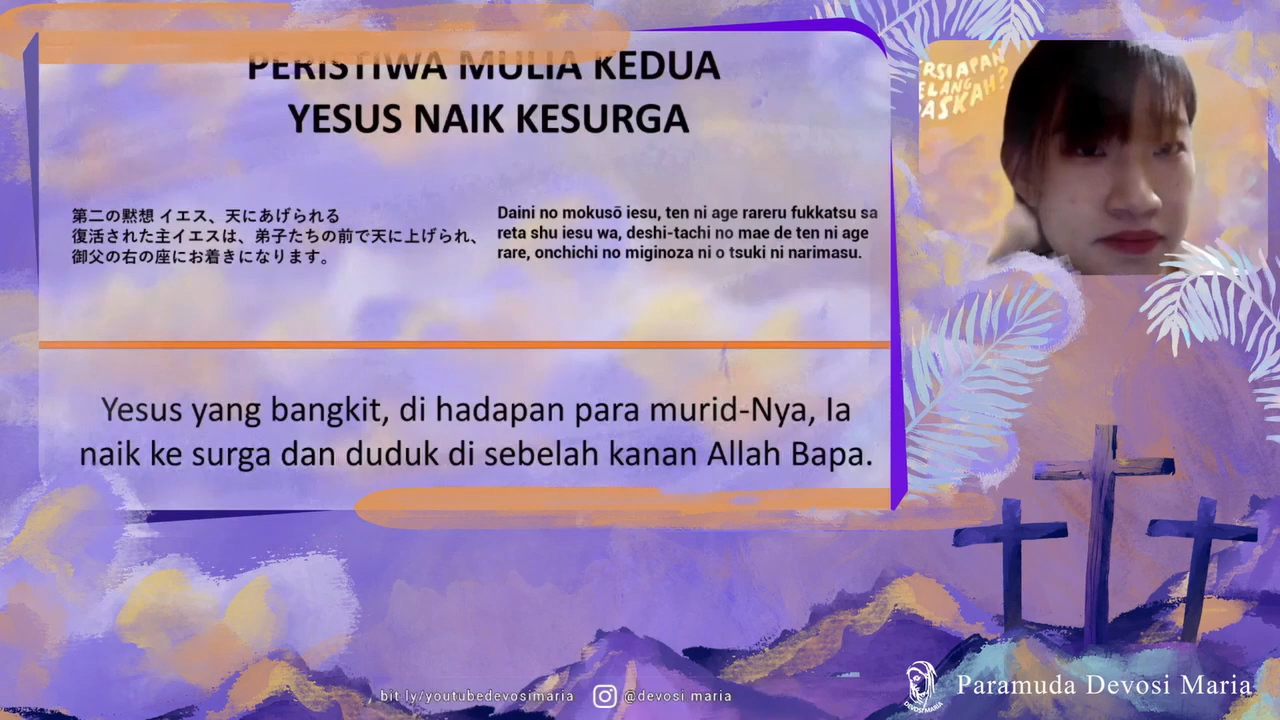 PERISTIWA MULIA KEDUA
YESUS NAIK KESURGA
第二の黙想 イエス、天にあげられる
復活された主イエスは、弟子たちの前で天に上げられ、
御父の右の座にお着きになります。
Daini no mokusō iesu, ten ni age rareru fukkatsu sa
reta shu iesu wa, deshi-tachi no mae de ten ni age
rare, onchichi no miginoza ni o tsuki ni narimasu.
Yesus yang bangkit, di hadapan para murid-Nya, Ia
naik ke surga dan duduk di sebelah kanan Allah Bapa.
RSIAPAN
ELANG
ASKAH?
bit ly/youtubedevosimaria
@devosi maria
DEVOSI MARIA
Paramuda Devosi Maria